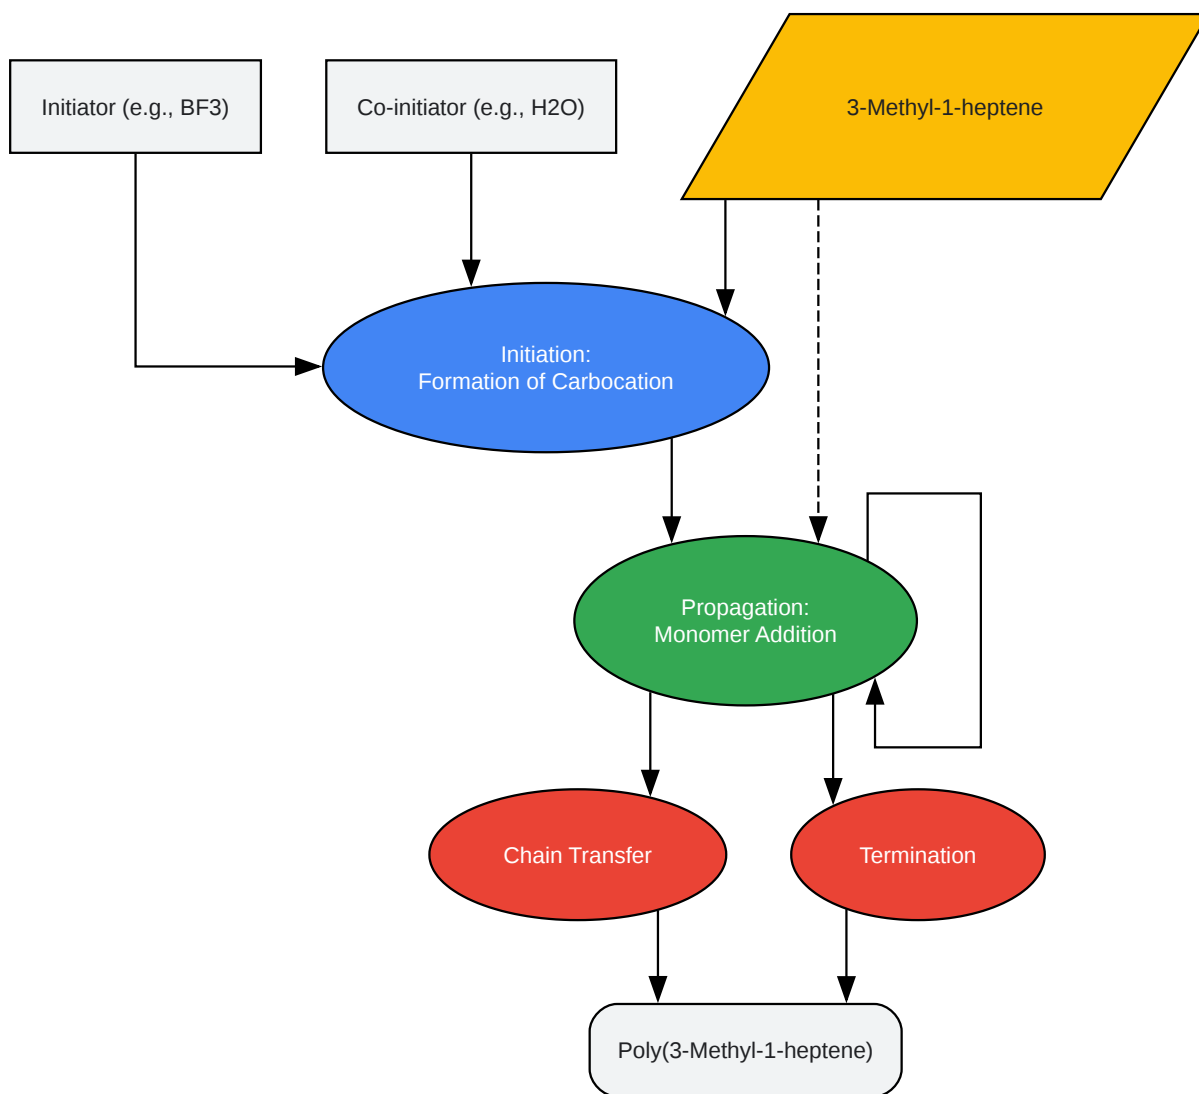 Initiator (e.g., BF3)
Co-initiator (e.g., H2O)
3-Methyl-1-heptene
Initiation:
Formation of Carbocation
Propagation:
Monomer Addition
Chain Transfer
Termination
Poly(3-Methyl-1-heptene)